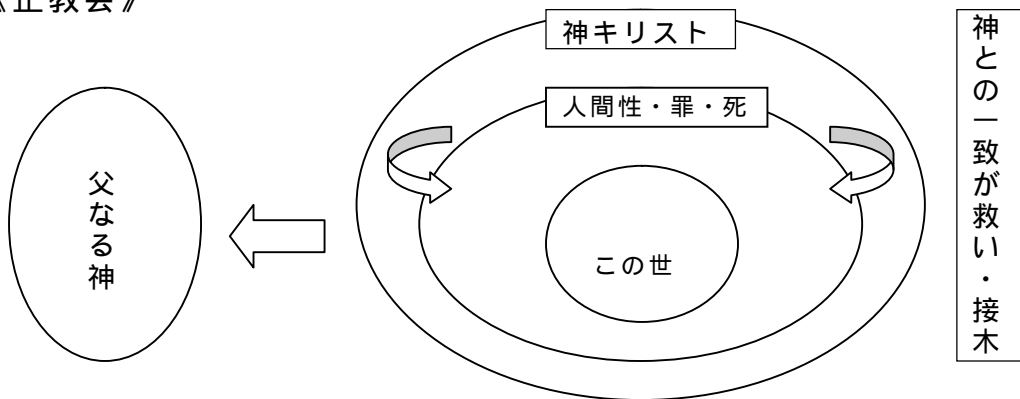 《正教会》
神キリスト
人間性・罪・死
この世
父なる神
神との一致が救い・接木